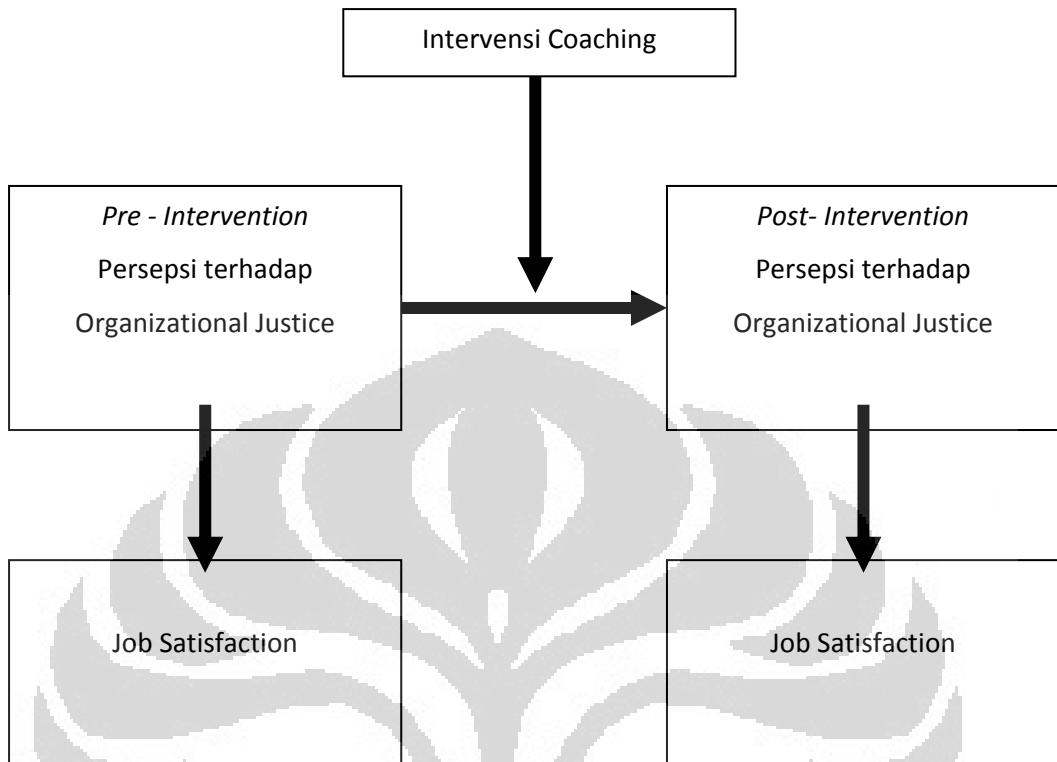 Intervensi Coaching
Pre - Intervention
Persepsi terhadap
Organizational Justice
Post- Intervention
Persepsi terhadap
Organizational Justice
Job Satisfaction
Job Satisfaction